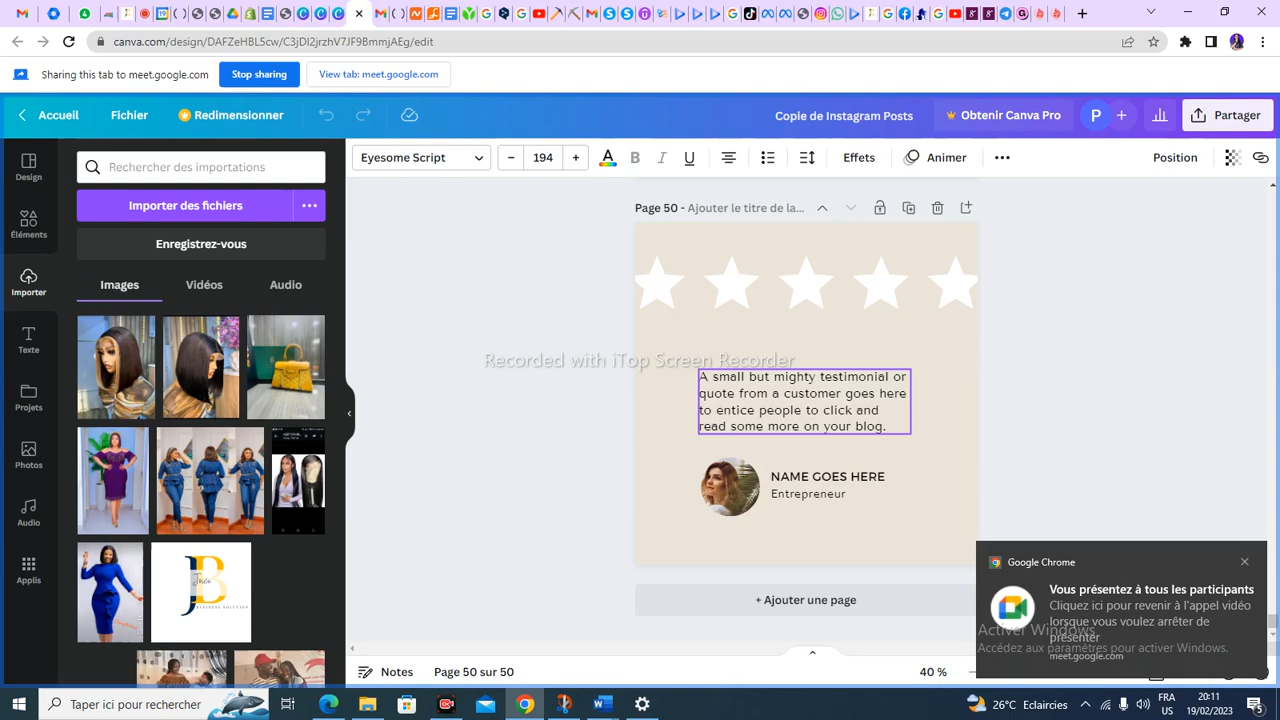 canva.com/design/DAFZeHBL5cw/C3jDI2jrzhV7JF9BmmjAEg/edit
Sharing this tab to meet.google.com
Stop sharing
View tab: meet.google.com
Accueil
Fichier
Redimensionner
Copie de Instagram Posts
Obtenir Canva Pro
P
Partager
Design
Éléments
Importer
Texte
Projets
Photos
Audio
Applis
Rechercher des importations
Importer des fichiers
Enregistrez-vous
Images
Vidéos
Audio
Eyesome Script
194
A
B
I
U
Effets
Animer
Position
Page 50 - Ajouter le titre de la...
Recorded with iTop Screen Recorder
A small but mighty testimonial or
quote from a customer goes here
to entice people to click and
read some more on your blog.
NAME GOES HERE
Entrepreneur
+ Ajouter une page
Google Chrome
Vous présentez à tous les participants
Cliquez ici pour revenir à l'appel vidéo
lorsque vous voulez arrêter de
présenter
meet.google.com
Activer Windows
Accédez aux paramètres pour activer Windows.
Notes
Page 50 sur 50
40 %
Taper ici pour rechercher
26°C Eclaircies
FRA
US
20:11
19/02/2023